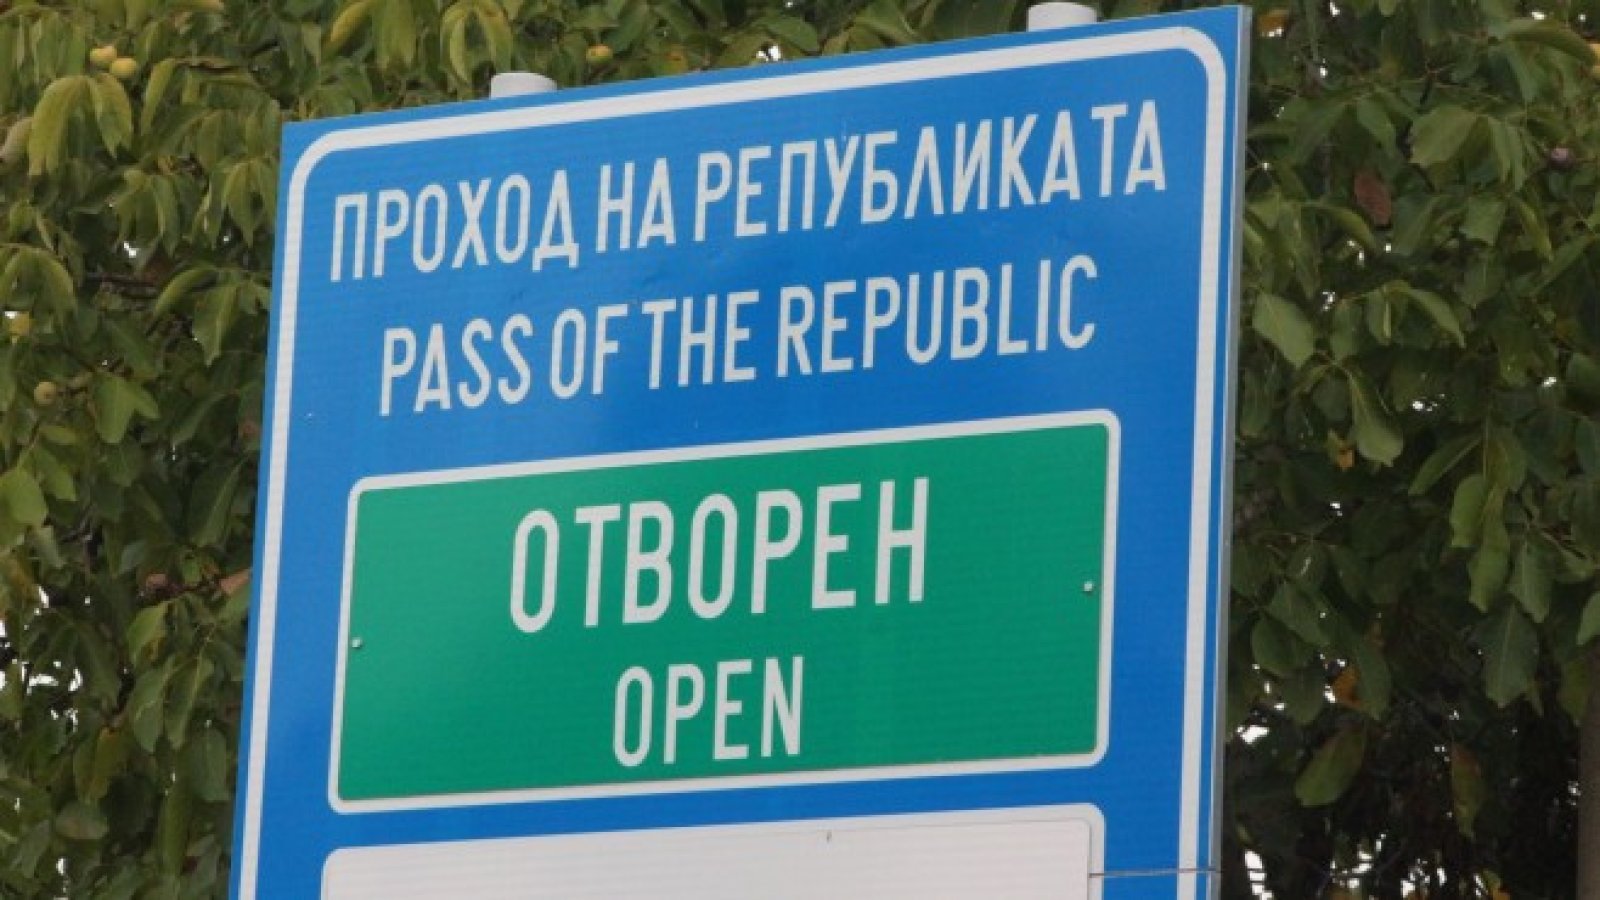 ПРОХОД НА РЕПУБЛИКАТА
PASS OF THE REPUBLIC
ОТВОРЕН
OPEN